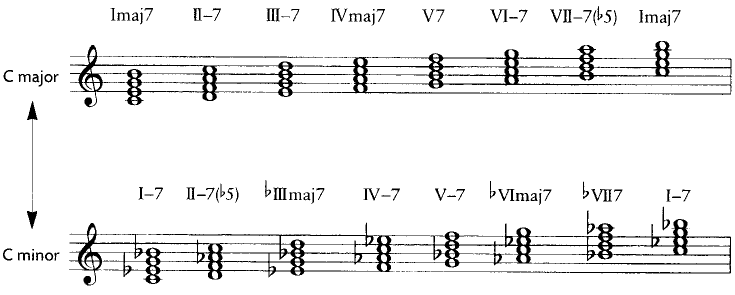 Imaj7 II–7 III–7 IVmaj7 V7 VI–7 VII–7(♭5) Imaj7
C major
I–7 II–7(♭5) ♭IIImaj7 IV–7 V–7 ♭VImaj7 ♭VII7 I–7
C minor